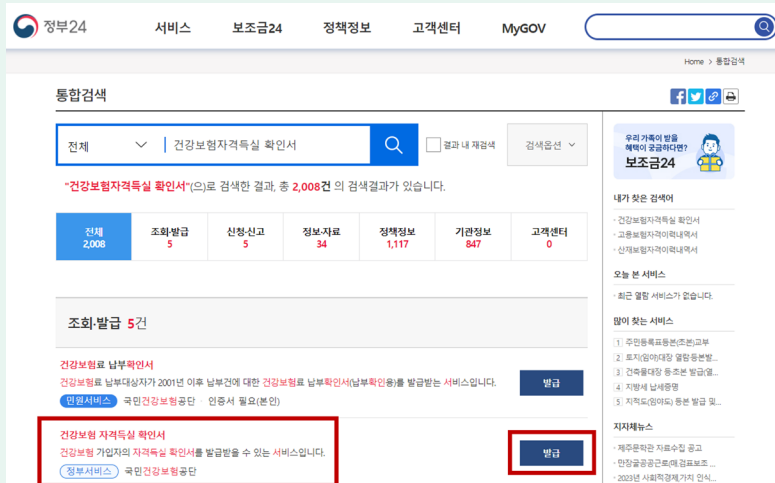 정부24
서비스 보조금24 정책정보 고객센터 MyGOV
Home > 통합검색
통합검색
전체 건강보험자격득실 확인서 결과 내 재검색 검색옵션
"건강보험자격득실 확인서"(으)로 검색한 결과, 총 2,008건 의 검색결과가 있습니다.
전체 조회·발급 신청·신고 정보·자료 정책정보 기관정보 고객센터
2,008 5 5 34 1,117 847 0
조회·발급 5건
건강보험료 납부확인서
건강보험료 납부대상자가 2001년 이후 납부건에 대한 건강보험료 납부확인서(납부확인용)를 발급받는 서비스입니다.
민원서비스 국민건강보험공단 · 인증서 필요(본인)
발급
건강보험 자격득실 확인서
건강보험 가입자의 자격득실 확인서를 발급받을 수 있는 서비스입니다.
정부서비스 국민건강보험공단
발급
우리 가족이 받을
혜택이 궁금하다면?
보조금24
내가 찾은 검색어
· 건강보험자격득실 확인서
· 고용보험자격이력내역서
· 산재보험자격이력내역서
오늘 본 서비스
· 최근 열람 서비스가 없습니다.
많이 찾는 서비스
1 주민등록표등본(초본)교부
2 토지(임야)대장 열람·등본발...
3 건축물대장 등·초본 발급(열...
4 지방세 납세증명
5 지적도(임야도) 등본 발급 및...
지자체뉴스
· 제주문학관 자료수집 공고
· 만장굴공공근로(매,검표보조 ...
· 2023년 사회적경제,가치 인식...